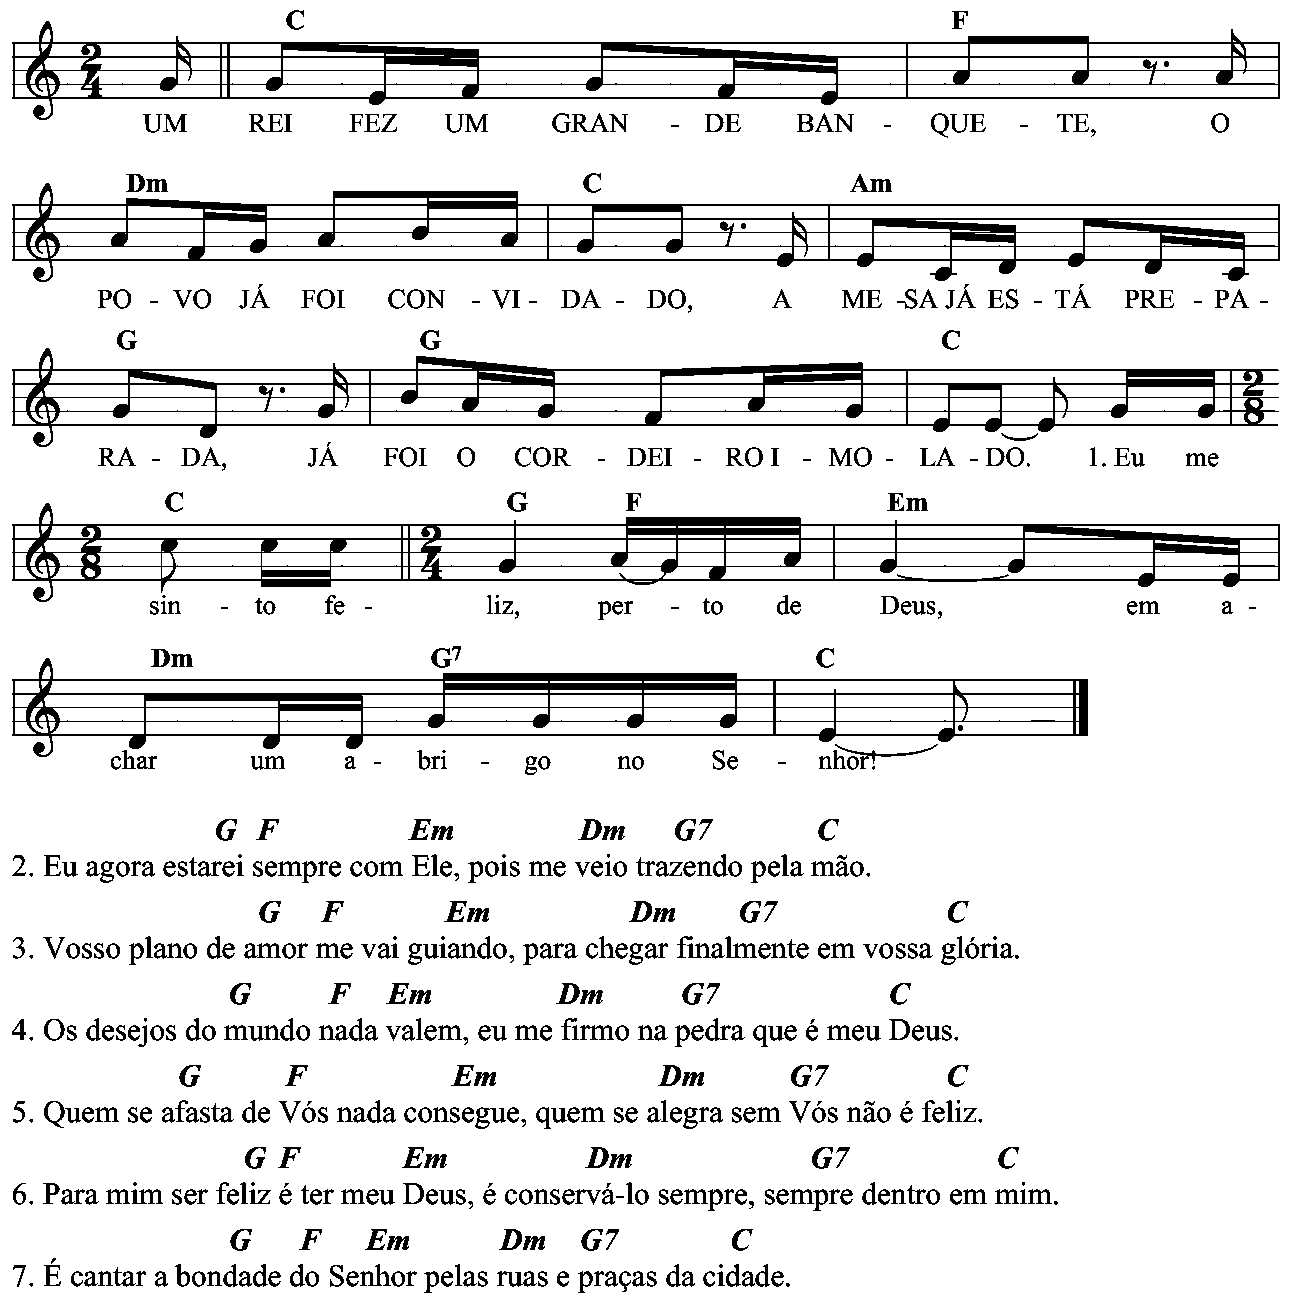 C F
2 4
UM REI FEZ UM GRAN - DE BAN - QUE - TE, O
Dm C Am
PO - VO JÁ FOI CON - VI - DA - DO, A ME -SA JÁ ES - TÁ PRE - PA -
G G C
2 8
RA - DA, JÁ FOI O COR - DEI - RO I - MO - LA - DO. 1. Eu me
C G F Em
2 8 2 4
sin - to fe - liz, per - to de Deus, em a -
Dm G7 C
char um a - bri - go no Se - nhor!
G F Em Dm G7 C
2. Eu agora estarei sempre com Ele, pois me veio trazendo pela mão.
G F Em Dm G7 C
3. Vosso plano de amor me vai guiando, para chegar finalmente em vossa glória.
G F Em Dm G7 C
4. Os desejos do mundo nada valem, eu me firmo na pedra que é meu Deus.
G F Em Dm G7 C
5. Quem se afasta de Vós nada consegue, quem se alegra sem Vós não é feliz.
G F Em Dm G7 C
6. Para mim ser feliz é ter meu Deus, é conservá-lo sempre, sempre dentro em mim.
G F Em Dm G7 C
7. É cantar a bondade do Senhor pelas ruas e praças da cidade.